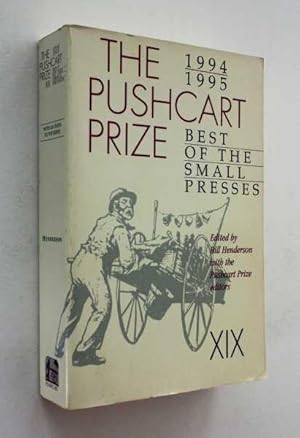 THE
PUSHCART
PRIZE
1994
1995
BEST
OF THE
SMALL
PRESSES
Edited by
Bill Henderson
with the
Pushcart Prize
editors
XIX
THE
PUSHCART
PRIZE
XIX
HENDERSON